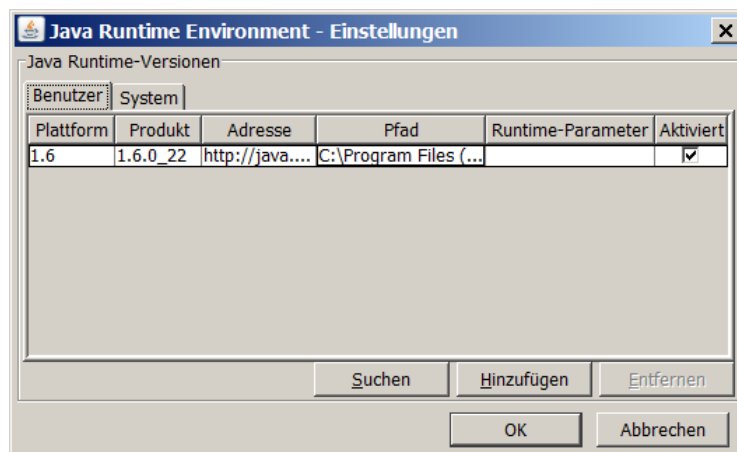 Java Runtime Environment - Einstellungen
Java Runtime-Versionen
Benutzer System
Plattform Produkt Adresse Pfad Runtime-Parameter Aktiviert
1.6 1.6.0_22 http://java.... C:\Program Files (...
Suchen Hinzufügen Entfernen
OK Abbrechen